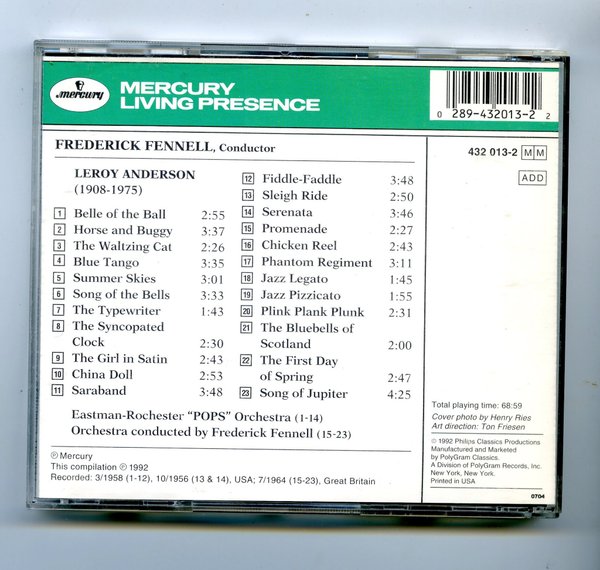 mercury
MERCURY
LIVING PRESENCE
0 289-432013-2 2
FREDERICK FENNELL, Conductor
432 013-2 M M
ADD
LEROY ANDERSON
(1908-1975)
1 Belle of the Ball 2:55
2 Horse and Buggy 3:37
3 The Waltzing Cat 2:26
4 Blue Tango 3:35
5 Summer Skies 3:01
6 Song of the Bells 3:33
7 The Typewriter 1:43
8 The Syncopated
Clock 2:30
9 The Girl in Satin 2:43
10 China Doll 2:53
11 Saraband 3:48
12 Fiddle-Faddle 3:48
13 Sleigh Ride 2:50
14 Serenata 3:46
15 Promenade 2:27
16 Chicken Reel 2:43
17 Phantom Regiment 3:11
18 Jazz Legato 1:45
19 Jazz Pizzicato 1:55
20 Plink Plank Plunk 2:31
21 The Bluebells of
Scotland 2:00
22 The First Day
of Spring 2:47
23 Song of Jupiter 4:25
Eastman-Rochester “POPS” Orchestra (1-14)
Orchestra conducted by Frederick Fennell (15-23)
℗ Mercury
This compilation ℗ 1992
Recorded: 3/1958 (1-12), 10/1956 (13 & 14), USA; 7/1964 (15-23), Great Britain
Total playing time: 68:59
Cover photo by Henry Ries
Art direction: Ton Friesen
© 1992 Philips Classics Productions
Manufactured and Marketed
by PolyGram Classics.
A Division of PolyGram Records, Inc.
New York, New York.
Printed in USA
0704